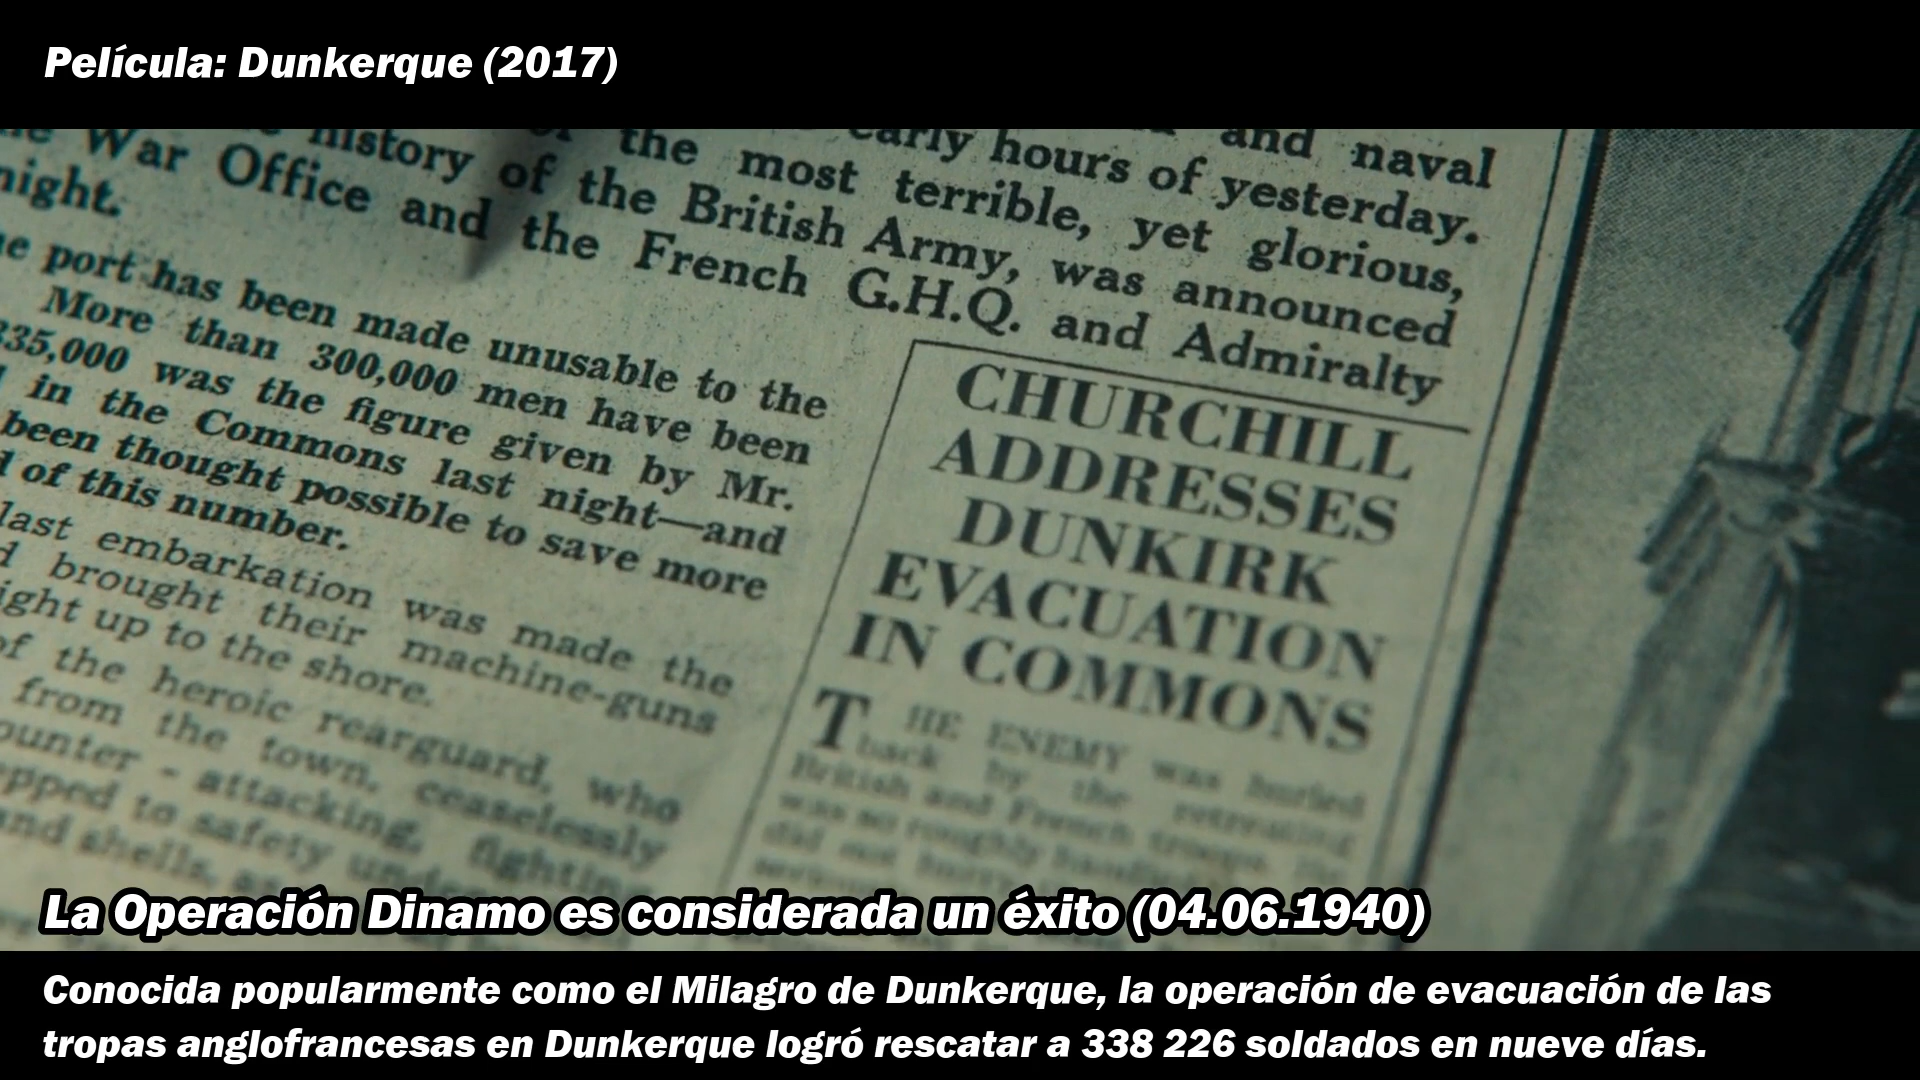 Película: Dunkerque (2017)
early hours of yesterday.
and naval
history of the most terrible, yet glorious,
War Office and the French G.H.Q. and Admiralty
of the British Army, was announced
night.
port has been made unusable to the
More than 300,000 men have been
335,000 was the figure given by Mr.
in the Commons last night—and
been thought possible to save more
of this number.
last embarkation was made the
brought their machine-guns
up to the shore.
of the heroic rearguard, who
from the town, ceaselessly
attacking, fighting
to safety
and shells,
CHURCHILL
ADDRESSES
DUNKIRK
EVACUATION
IN COMMONS
THE ENEMY was hurled
back by the retreating
British and French troops. He
was so roughly
did not hurry
La Operación Dinamo es considerada un éxito (04.06.1940)
Conocida popularmente como el Milagro de Dunkerque, la operación de evacuación de las
tropas anglofrancesas en Dunkerque logró rescatar a 338 226 soldados en nueve días.